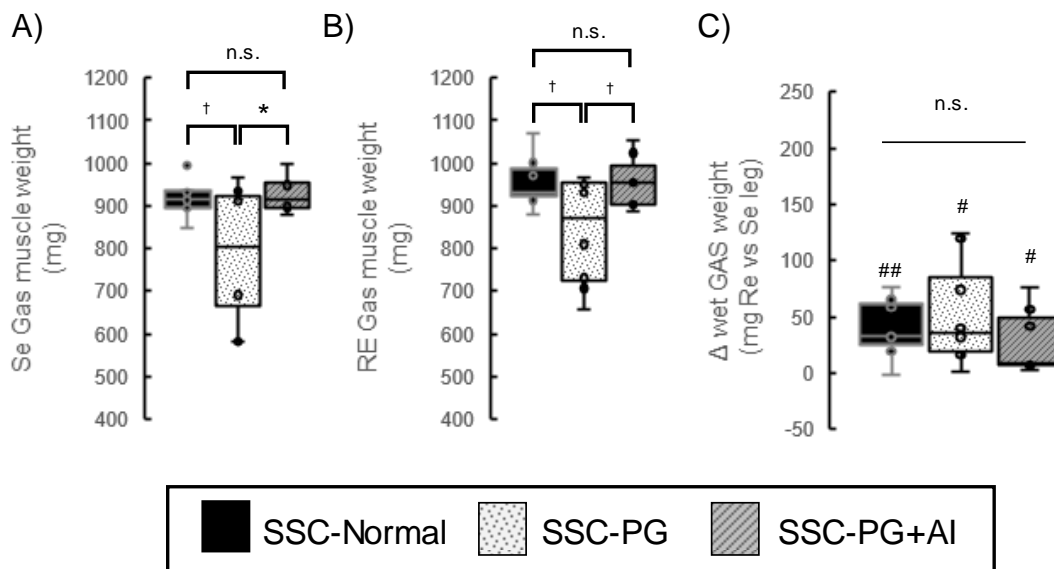 A)
B)
C)
n.s.
† *
1200
1100
1000
900
800
700
600
500
400
Se Gas muscle weight
(mg)
n.s.
† †
1200
1100
1000
900
800
700
600
500
400
RE Gas muscle weight
(mg)
n.s.
##
#
#
250
200
150
100
50
0
-50
Δ wet GAS weight
(mg Re vs Se leg)
SSC-Normal
SSC-PG
SSC-PG+AI